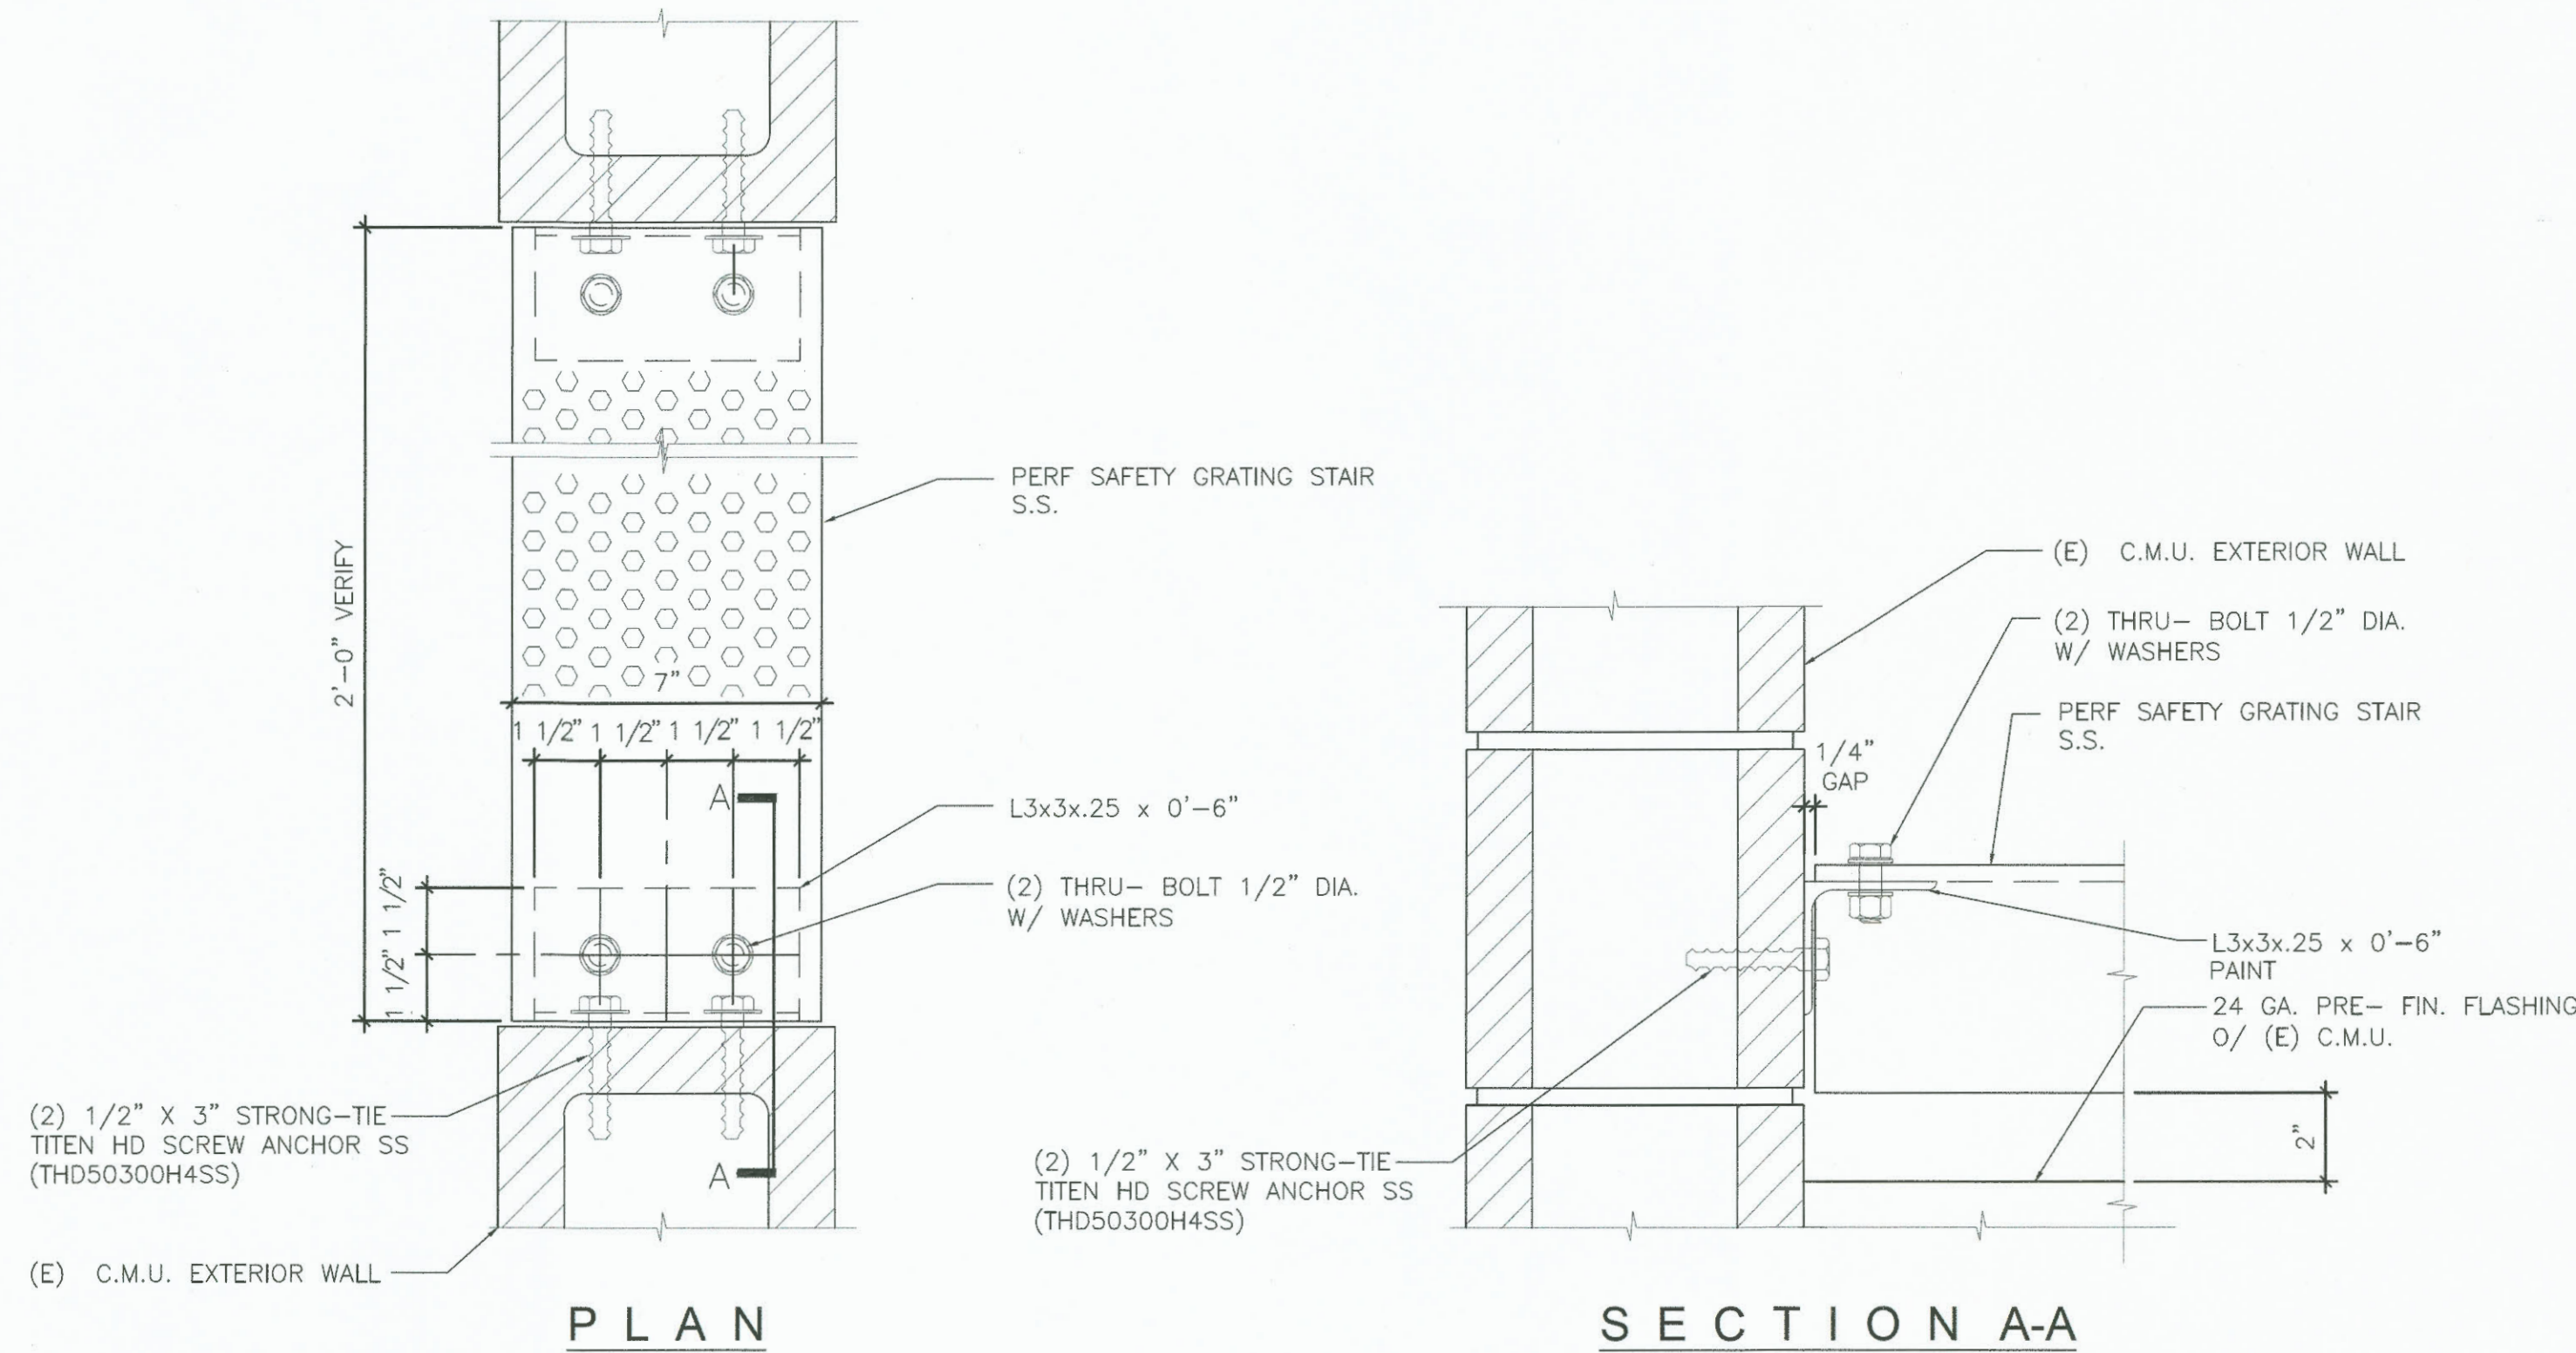 2'-0" VERIFY
PERF SAFETY GRATING STAIR
S.S.
7"
1 1/2" 1 1/2" 1 1/2" 1 1/2"
A
L3x3x.25 x 0'-6"
1 1/2" 1 1/2"
(2) THRU- BOLT 1/2" DIA.
W/ WASHERS
(2) 1/2" X 3" STRONG-TIE
TITEN HD SCREW ANCHOR SS
(THD50300H4SS)
A
(E) C.M.U. EXTERIOR WALL
PLAN
(E) C.M.U. EXTERIOR WALL
(2) THRU- BOLT 1/2" DIA.
W/ WASHERS
PERF SAFETY GRATING STAIR
S.S.
1/4"
GAP
L3x3x.25 x 0'-6"
PAINT
24 GA. PRE- FIN. FLASHING
O/ (E) C.M.U.
2"
(2) 1/2" X 3" STRONG-TIE
TITEN HD SCREW ANCHOR SS
(THD50300H4SS)
SECTION A-A